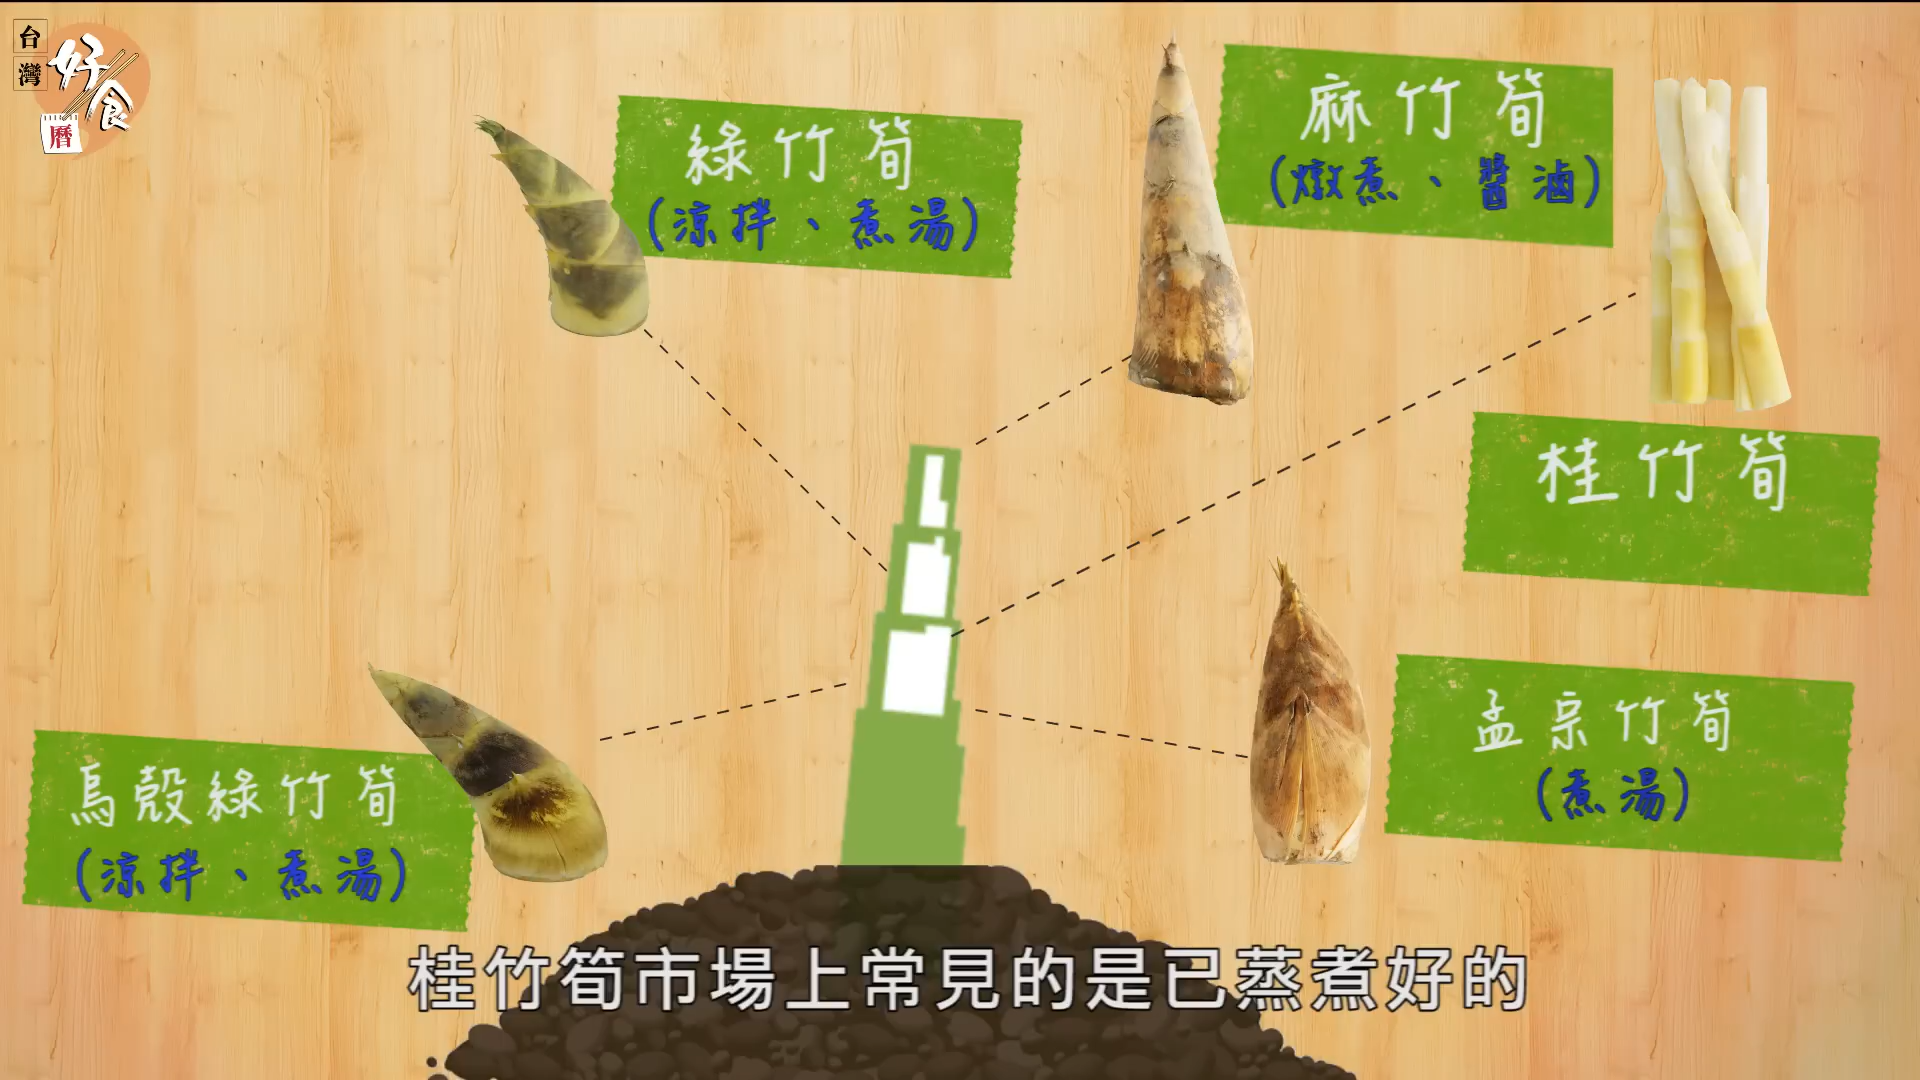 台灣
好食
曆
綠竹筍
(涼拌、煮湯)
麻竹筍
(燉煮、醬滷)
桂竹筍
孟宗竹筍
(煮湯)
烏殼綠竹筍
(涼拌、煮湯)
桂竹筍市場上常見的是已蒸煮好的